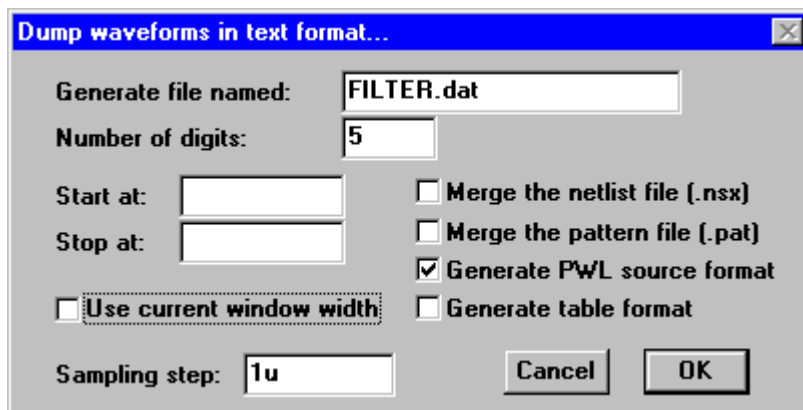 Dump waveforms in text format...
Generate file named: FILTER.dat
Number of digits: 5
Start at:
Stop at:
Merge the netlist file (.nsx)
Merge the pattern file (.pat)
Generate PWL source format
Use current window width
Generate table format
Sampling step: 1u
Cancel
OK